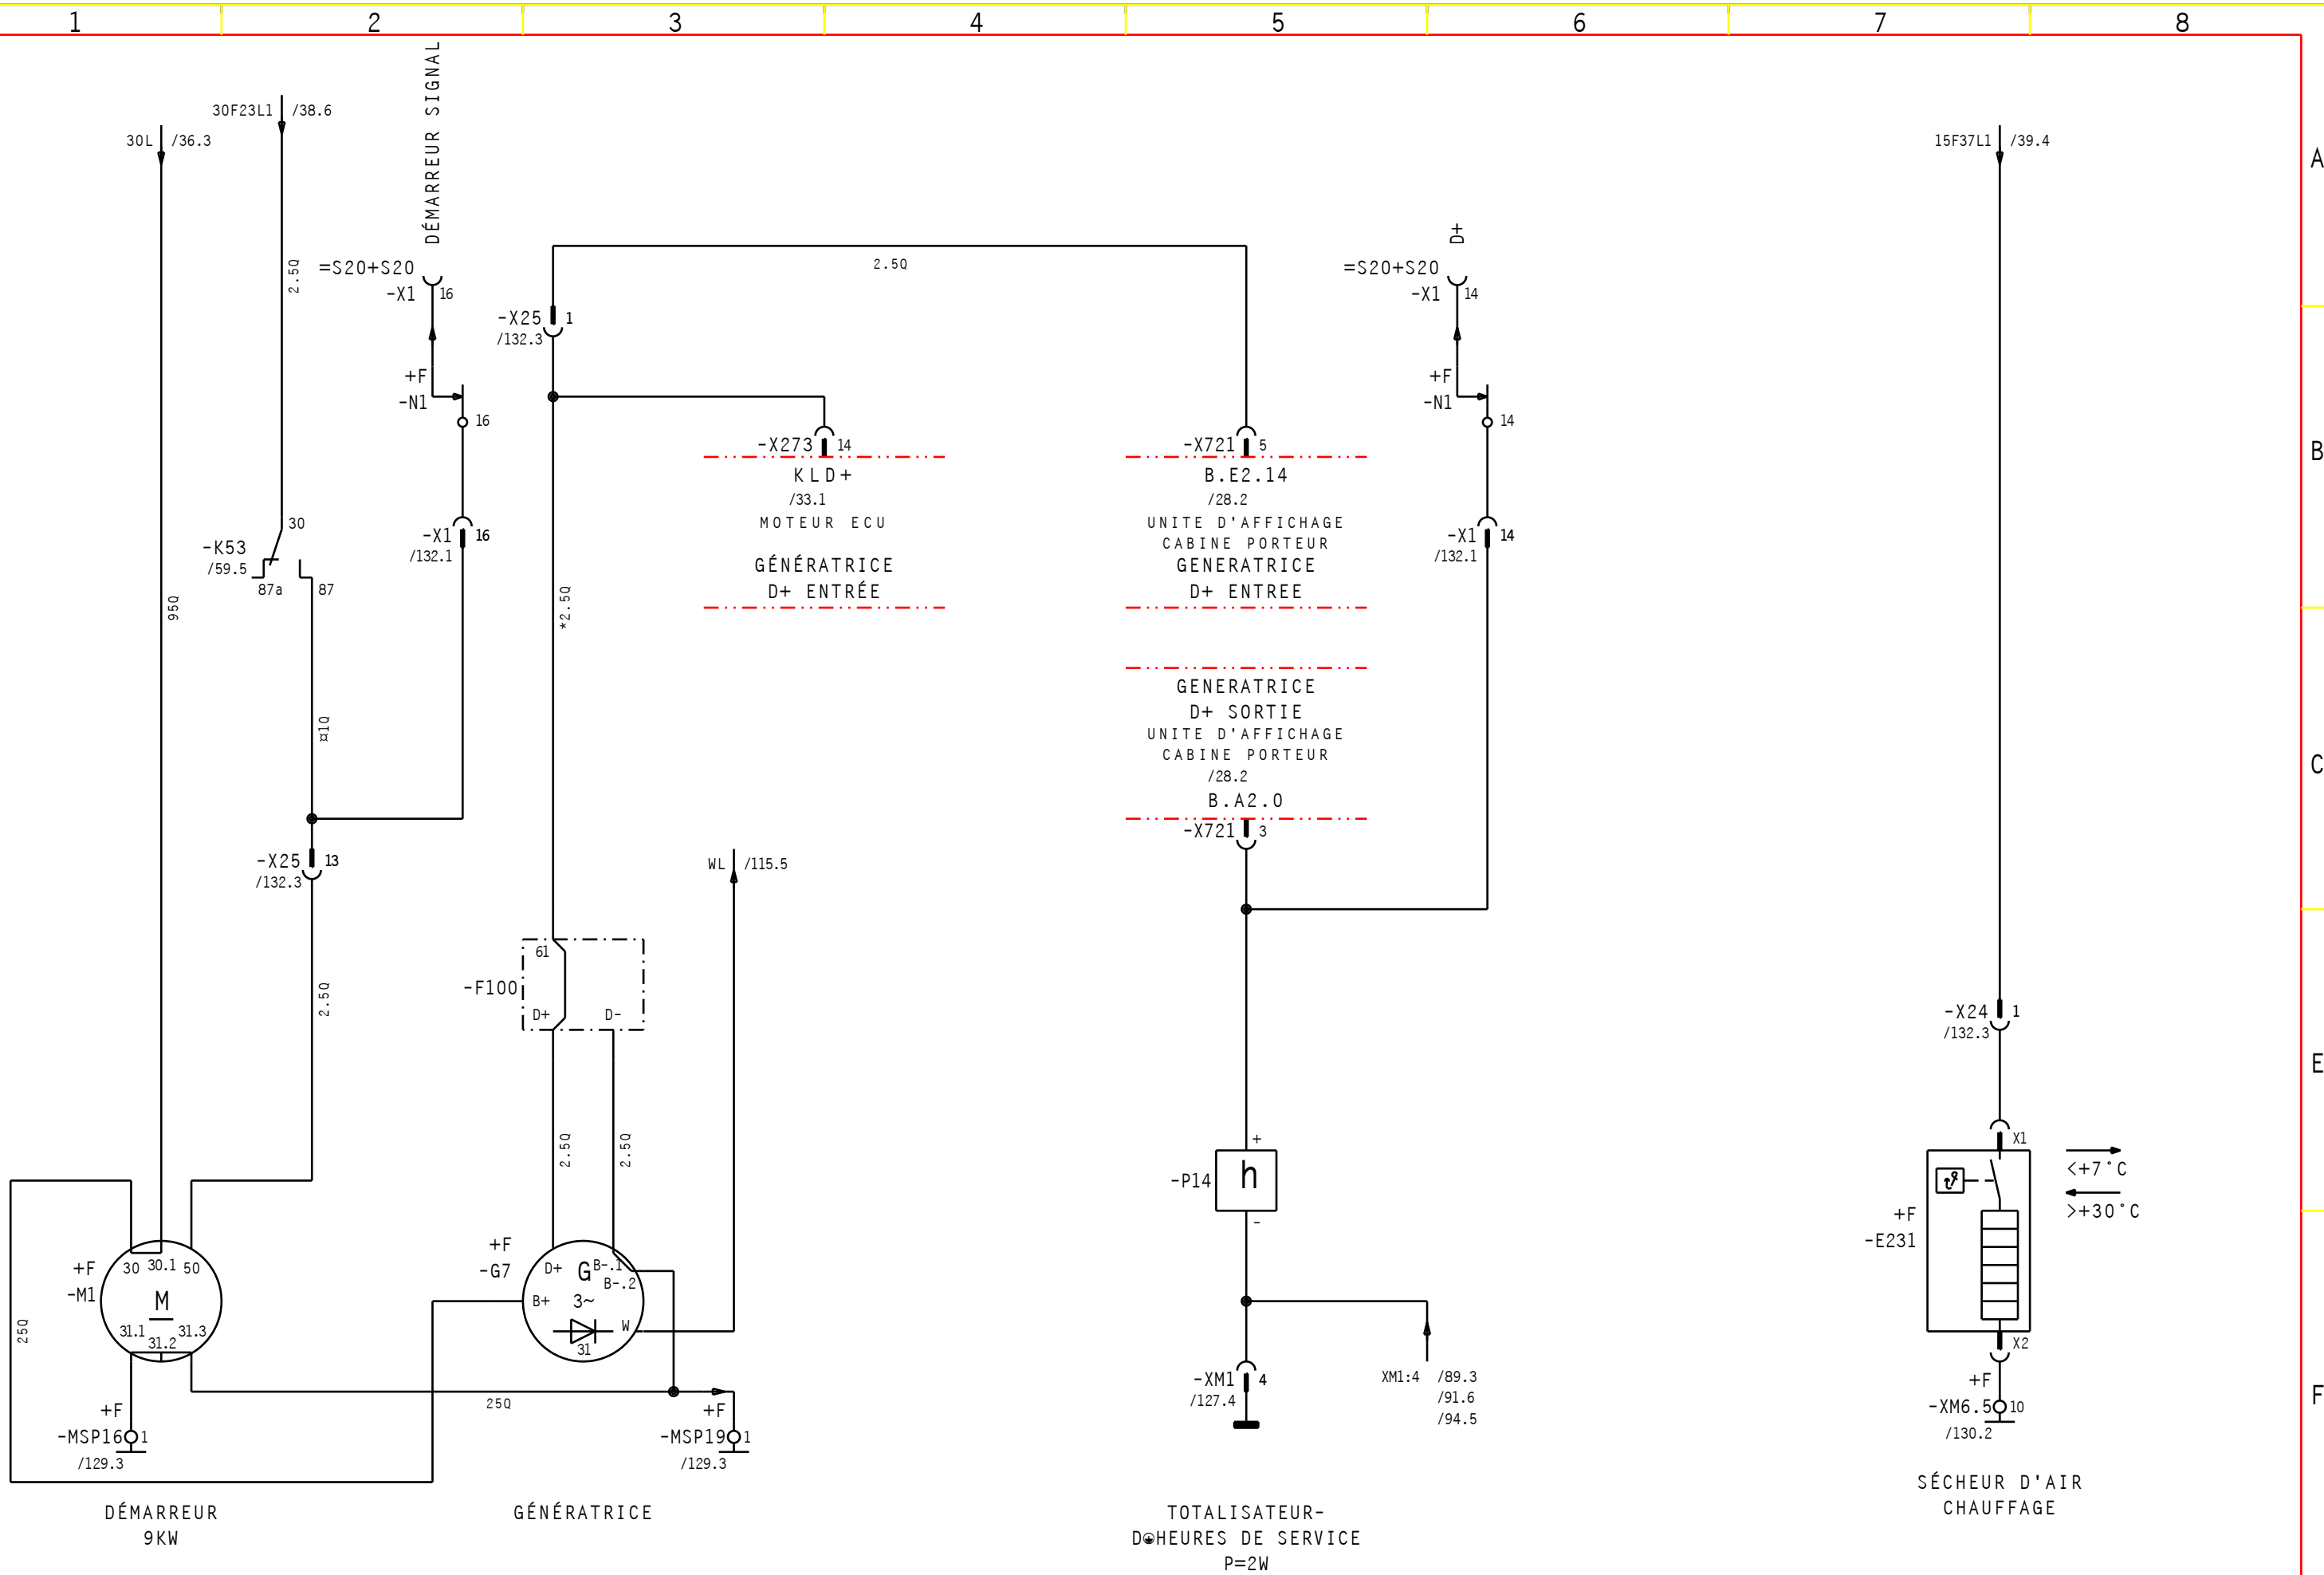 1 2 3 4 5 6 7 8
A
B
C
E
F
30L /36.3
30F23L1 /38.6
DÉMARREUR SIGNAL
15F37L1 /39.4
2.5Q
=S20+S20
-X1 16
+F
-N1
16
-X1 16
/132.1
-X25 1
/132.3
2.5Q
D+
=S20+S20
-X1 14
+F
-N1
14
-X1 14
/132.1
-X273 14
KLD+
/33.1
MOTEUR ECU
GÉNÉRATRICE
D+ ENTRÉE
-X721 5
B.E2.14
/28.2
UNITE D'AFFICHAGE
CABINE PORTEUR
GENERATRICE
D+ ENTREE
GENERATRICE
D+ SORTIE
UNITE D'AFFICHAGE
CABINE PORTEUR
/28.2
B.A2.0
-X721 3
30
-K53
/59.5
87a 87
95Q
*2.5Q
¤1Q
-X25 13
/132.3
2.5Q
WL /115.5
61
-F100
D+ D-
2.5Q
2.5Q
-X24 1
/132.3
X1
<+7°C
>+30°C
+F
-E231
X2
+F
-XM6.5 10
/130.2
SÉCHEUR D'AIR
CHAUFFAGE
+
-P14 h
-
-XM1 4
/127.4
XM1:4 /89.3
/91.6
/94.5
TOTALISATEUR-
D⊕HEURES DE SERVICE
P=2W
25Q
+F
-M1
30 30.1 50
M
31.1 31.2 31.3
+F
-MSP16 1
/129.3
DÉMARREUR
9KW
+F
-G7
D+ G B-.1
B-.2
B+ 3~
W
31
25Q
+F
-MSP19 1
/129.3
GÉNÉRATRICE